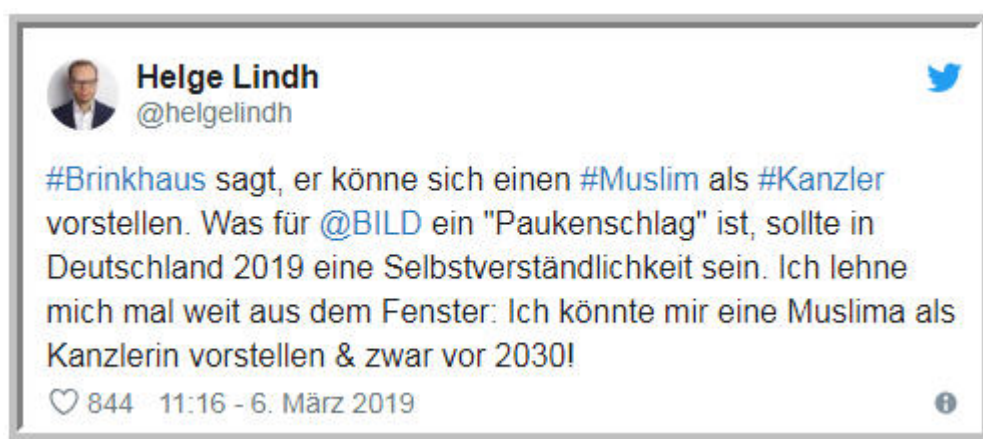 Helge Lindh
@helgelindh
#Brinkhaus sagt, er könne sich einen #Muslim als #Kanzler
vorstellen. Was für @BILD ein "Paukenschlag" ist, sollte in
Deutschland 2019 eine Selbstverständlichkeit sein. Ich lehne
mich mal weit aus dem Fenster: Ich könnte mir eine Muslima als
Kanzlerin vorstellen & zwar vor 2030!
844 11:16 - 6. März 2019